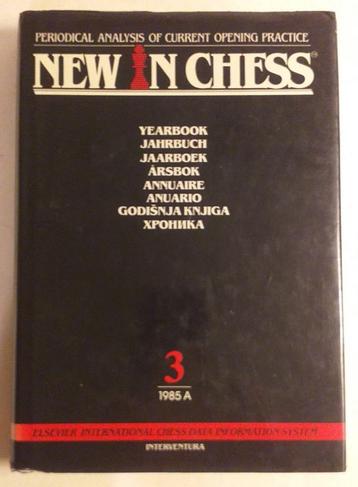 PERIODICAL ANALYSIS OF CURRENT OPENING PRACTICE
NEW IN CHESS
YEARBOOK
JAHRBUCH
JAARBOEK
ÅRSBOK
ANNUAIRE
ANUARIO
GODIŠNJA KNJIGA
ХРОНИКА
3
1985 A
ELSEVIER INTERNATIONAL CHESS DATA INFORMATION SYSTEM
INTERVENTURA